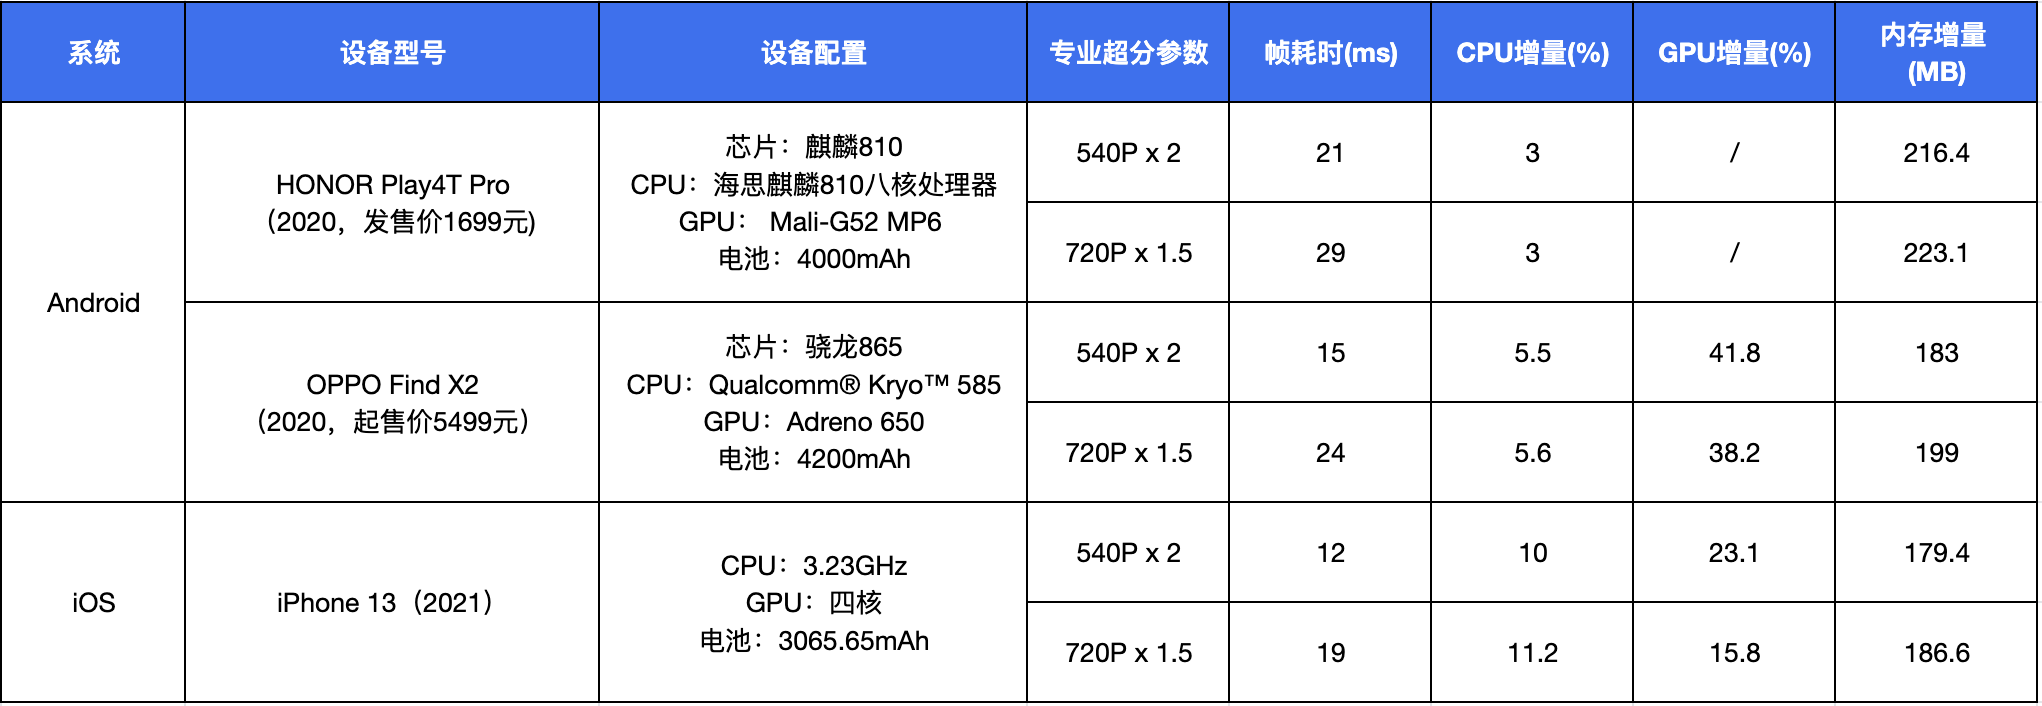 系统
设备型号
设备配置
专业超分参数
帧耗时(ms)
CPU增量(%)
GPU增量(%)
内存增量
(MB)
Android
HONOR Play4T Pro
（2020，发售价1699元)
芯片：麒麟810
CPU：海思麒麟810八核处理器
GPU： Mali-G52 MP6
电池：4000mAh
540P x 2
21
3
/
216.4
720P x 1.5
29
3
/
223.1
OPPO Find X2
（2020，起售价5499元）
芯片：骁龙865
CPU：Qualcomm® Kryo™ 585
GPU：Adreno 650
电池：4200mAh
540P x 2
15
5.5
41.8
183
720P x 1.5
24
5.6
38.2
199
iOS
iPhone 13（2021）
CPU：3.23GHz
GPU：四核
电池：3065.65mAh
540P x 2
12
10
23.1
179.4
720P x 1.5
19
11.2
15.8
186.6